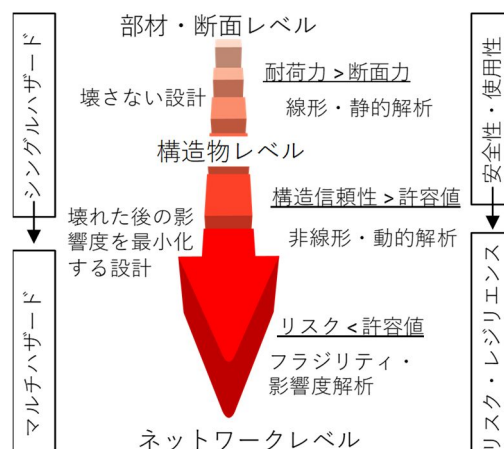 部材・断面レベル
耐荷力＞断面力
壊さない設計
線形・静的解析
構造物レベル
構造信頼性＞許容値
壊れた後の影
響度を最小化
する設計
非線形・動的解析
リスク＜許容値
フラジリティ・
影響度解析
ネットワークレベル
シングルハザード
マルチハザード
安全性・使用性
リスク・レジリエンス